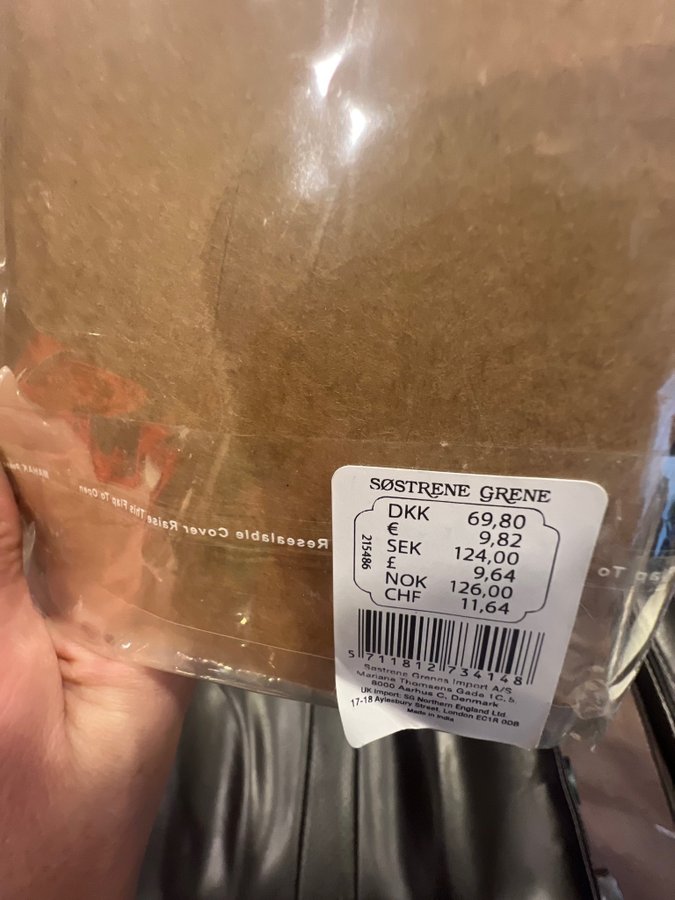 SØSTRENE GRENE
DKK 69,80
€ 9,82
SEK 124,00
£ 9,64
NOK 126,00
CHF 11,64
215486
5 711812 734148
Søstrene Grenes Import A/S
Mariane Thomsens Gade 1C, 5.
8000 Aarhus C, Denmark
UK Import: SG Northern England Ltd.
17-18 Aylesbury Street, London EC1R 0DB
Made in India
Resealable Cover Raise This Flap To Open